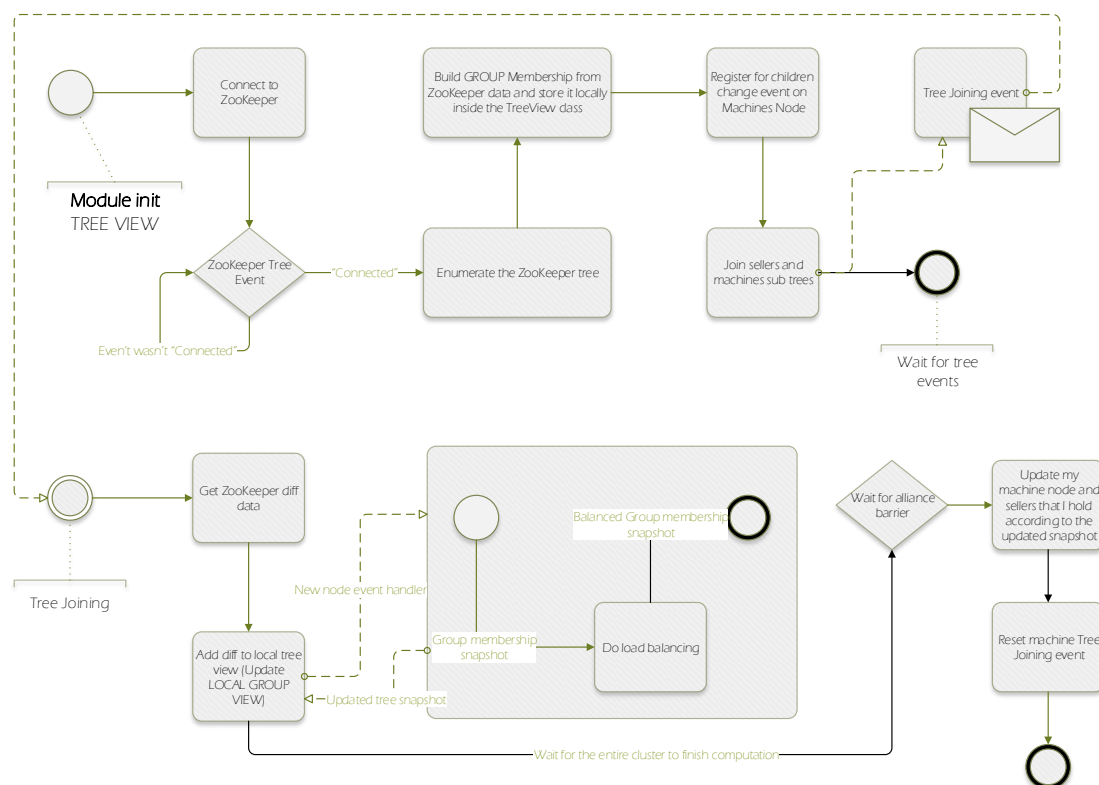 Connect to
ZooKeeper
Build GROUP Membership from
ZooKeeper data and store it locally
inside the TreeView class
Register for children
change event on
Machines Node
Tree Joining event
Module init
TREE VIEW
ZooKeeper Tree
Event
"Connected"
Enumerate the ZooKeeper tree
Join sellers and
machines sub trees
Even't wasn't "Connected"
Wait for tree
events
Get ZooKeeper diff
data
Tree Joining
New node event handler
Balanced Group membership
snapshot
Wait for alliance
barrier
Update my
machine node and
sellers that I hold
according to the
updated snapshot
Add diff to local tree
view (Update
LOCAL GROUP
VIEW)
Group membership
snapshot
Do load balancing
Updated tree snapshot
Reset machine Tree
Joining event
Wait for the entire cluster to finish computation